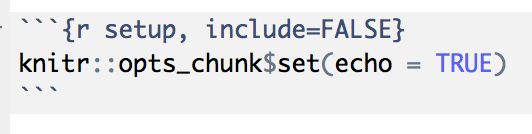 ```{r setup, include=FALSE}
knitr::opts_chunk$set(echo = TRUE)
```